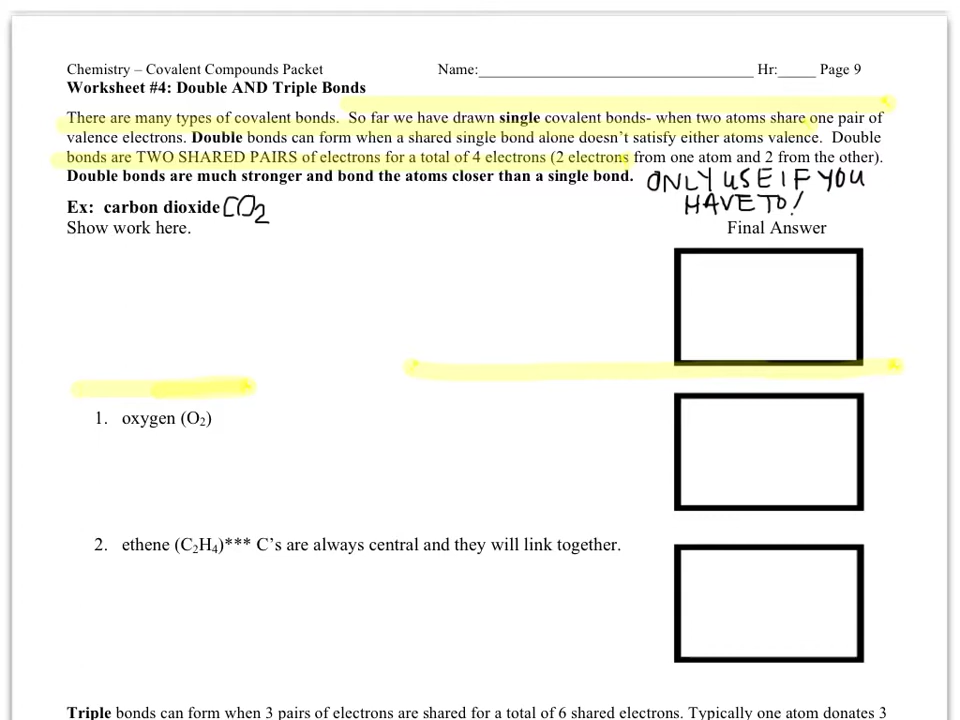 Chemistry – Covalent Compounds Packet Name:______________________________ Hr:_____ Page 9
Worksheet #4: Double AND Triple Bonds
There are many types of covalent bonds. So far we have drawn single covalent bonds- when two atoms share one pair of
valence electrons. Double bonds can form when a shared single bond alone doesn't satisfy either atoms valence. Double
bonds are TWO SHARED PAIRS of electrons for a total of 4 electrons (2 electrons from one atom and 2 from the other).
Double bonds are much stronger and bond the atoms closer than a single bond. ONLY USE IF YOU
HAVE TO!
Ex: carbon dioxide CO2
Show work here. Final Answer
1. oxygen (O₂)
2. ethene (C₂H₄)*** C's are always central and they will link together.
Triple bonds can form when 3 pairs of electrons are shared for a total of 6 shared electrons. Typically one atom donates 3